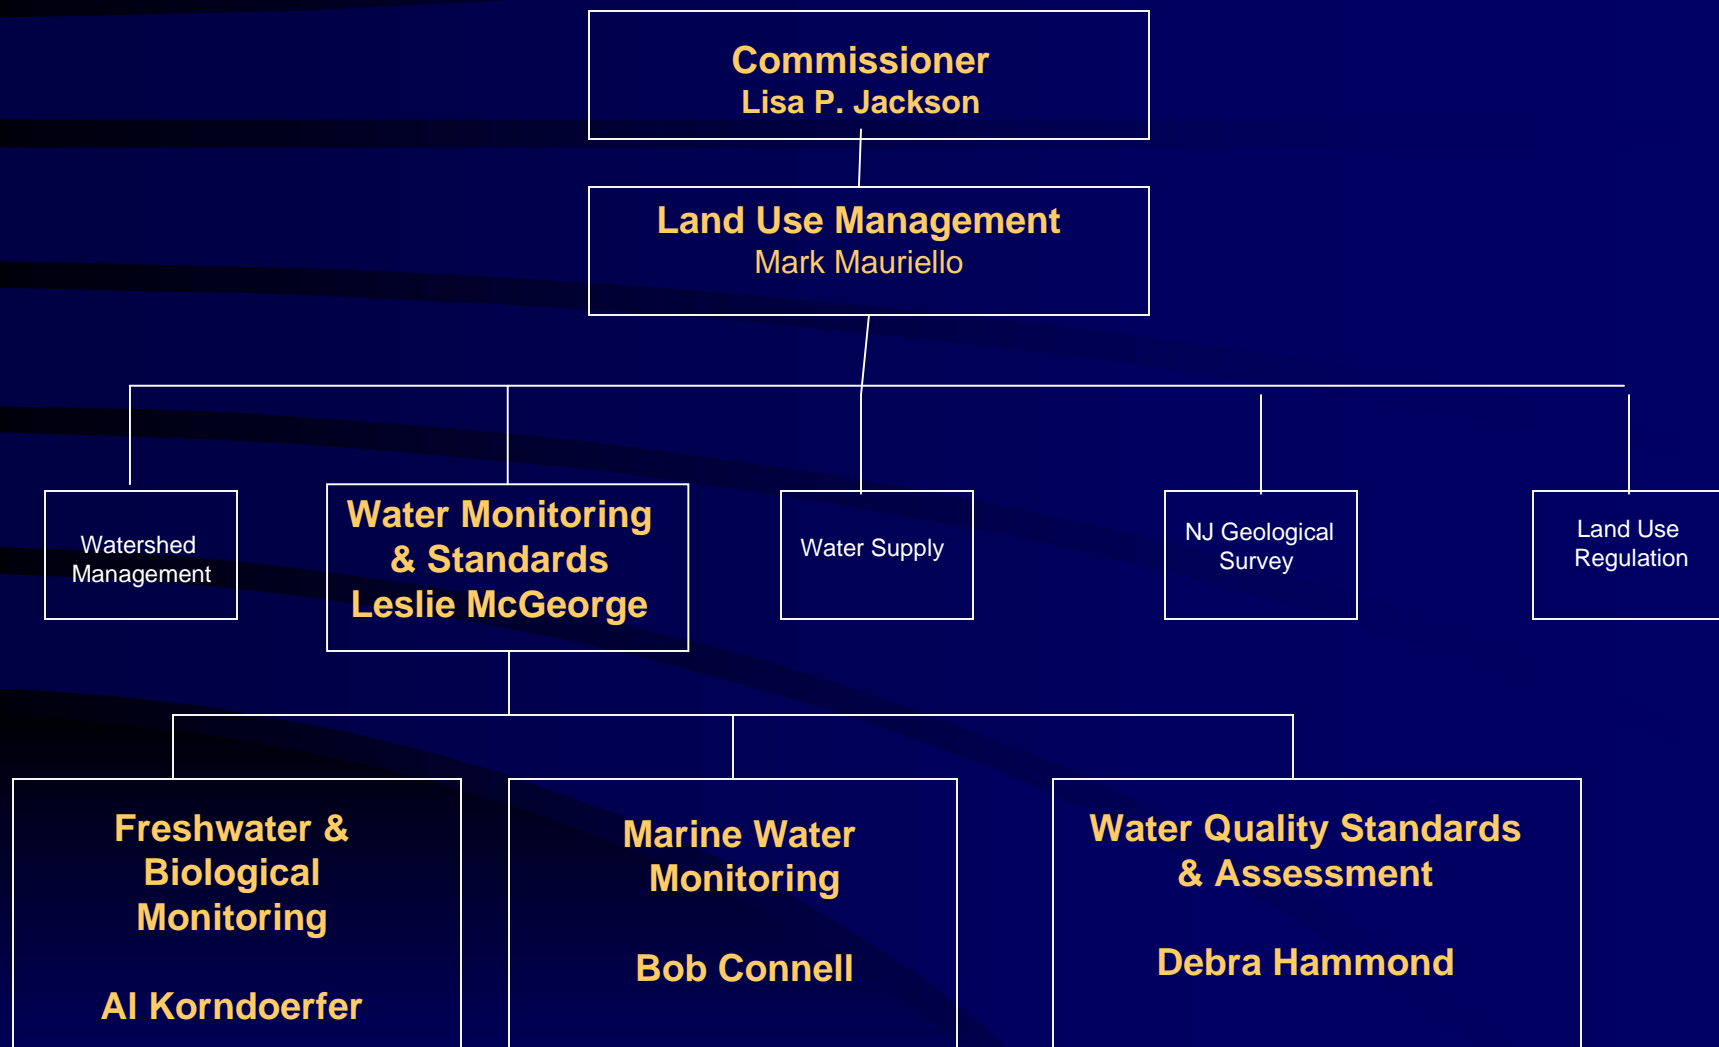 Commissioner
Lisa P. Jackson
Land Use Management
Mark Mauriello
Watershed
Management
Water Monitoring
& Standards
Leslie McGeorge
Water Supply
NJ Geological
Survey
Land Use
Regulation
Freshwater &
Biological
Monitoring
Al Korndoerfer
Marine Water
Monitoring
Bob Connell
Water Quality Standards
& Assessment
Debra Hammond